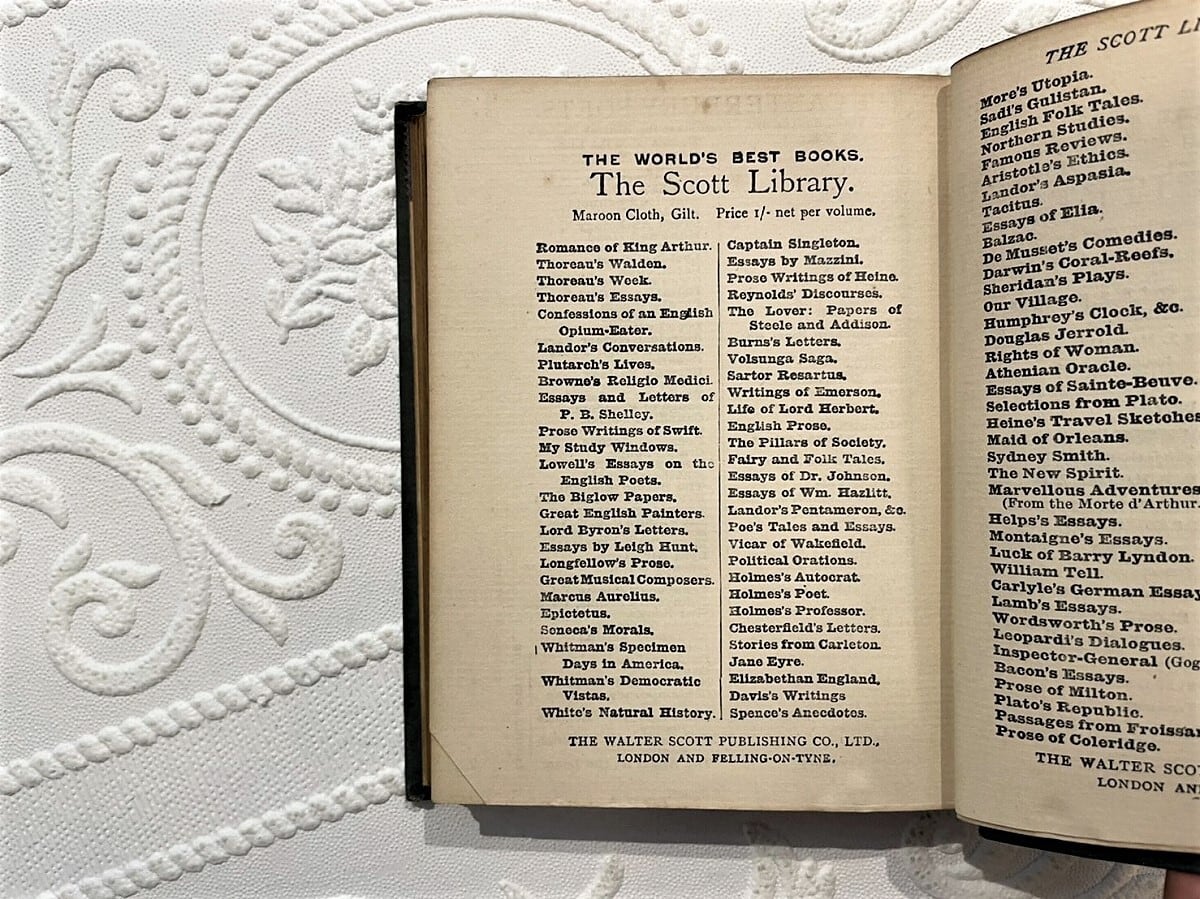 THE WORLD'S BEST BOOKS.
The Scott Library.
Maroon Cloth, Gilt. Price 1/- net per volume.
Romance of King Arthur.
Thoreau's Walden.
Thoreau's Week.
Thoreau's Essays.
Confessions of an English
Opium-Eater.
Landor's Conversations.
Plutarch's Lives.
Browne's Religio Medici.
Essays and Letters of
P. B. Shelley.
Prose Writings of Swift.
My Study Windows.
Lowell's Essays on the
English Poets.
The Biglow Papers.
Great English Painters.
Lord Byron's Letters.
Essays by Leigh Hunt.
Longfellow's Prose.
Great Musical Composers.
Marcus Aurelius.
Epictetus.
Seneca's Morals.
Whitman's Specimen
Days in America.
Whitman's Democratic
Vistas.
White's Natural History.
Captain Singleton.
Essays by Mazzini.
Prose Writings of Heine.
Reynolds' Discourses.
The Lover: Papers of
Steele and Addison.
Burns's Letters.
Volsunga Saga.
Sartor Resartus.
Writings of Emerson.
Life of Lord Herbert.
English Prose.
The Pillars of Society.
Fairy and Folk Tales.
Essays of Dr. Johnson.
Essays of Wm. Hazlitt.
Landor's Pentameron, &c.
Poe's Tales and Essays.
Vicar of Wakefield.
Political Orations.
Holmes's Autocrat.
Holmes's Poet.
Holmes's Professor.
Chesterfield's Letters.
Stories from Carleton.
Jane Eyre.
Elizabethan England.
Davis's Writings
Spence's Anecdotes.
THE WALTER SCOTT PUBLISHING CO., LTD.,
LONDON AND FELLING-ON-TYNE.
THE SCOTT
More's Utopia.
Sadi's Gulistan.
English Folk Tales.
Northern Studies.
Famous Reviews.
Aristotle's Ethics.
Landor's Aspasia.
Tacitus.
Essays of Elia.
Balzac.
De Musset's Comedies.
Darwin's Coral-Reefs.
Sheridan's Plays.
Our Village.
Humphrey's Clock, &c.
Douglas Jerrold.
Rights of Woman.
Athenian Oracle.
Essays of Sainte-Beuve.
Selections from Plato.
Heine's Travel Sketches
Maid of Orleans.
Sydney Smith.
The New Spirit.
Marvellous Adventures
(From the Morte d'Arthur.
Helps's Essays.
Montaigne's Essays.
Luck of Barry Lyndon.
William Tell.
Carlyle's German Essay
Lamb's Essays.
Wordsworth's Prose.
Leopardi's Dialogues.
Inspector-General (Gog
Bacon's Essays.
Prose of Milton.
Plato's Republic.
Passages from Froissar
Prose of Coleridge.
THE WALTER SCO
LONDON AN